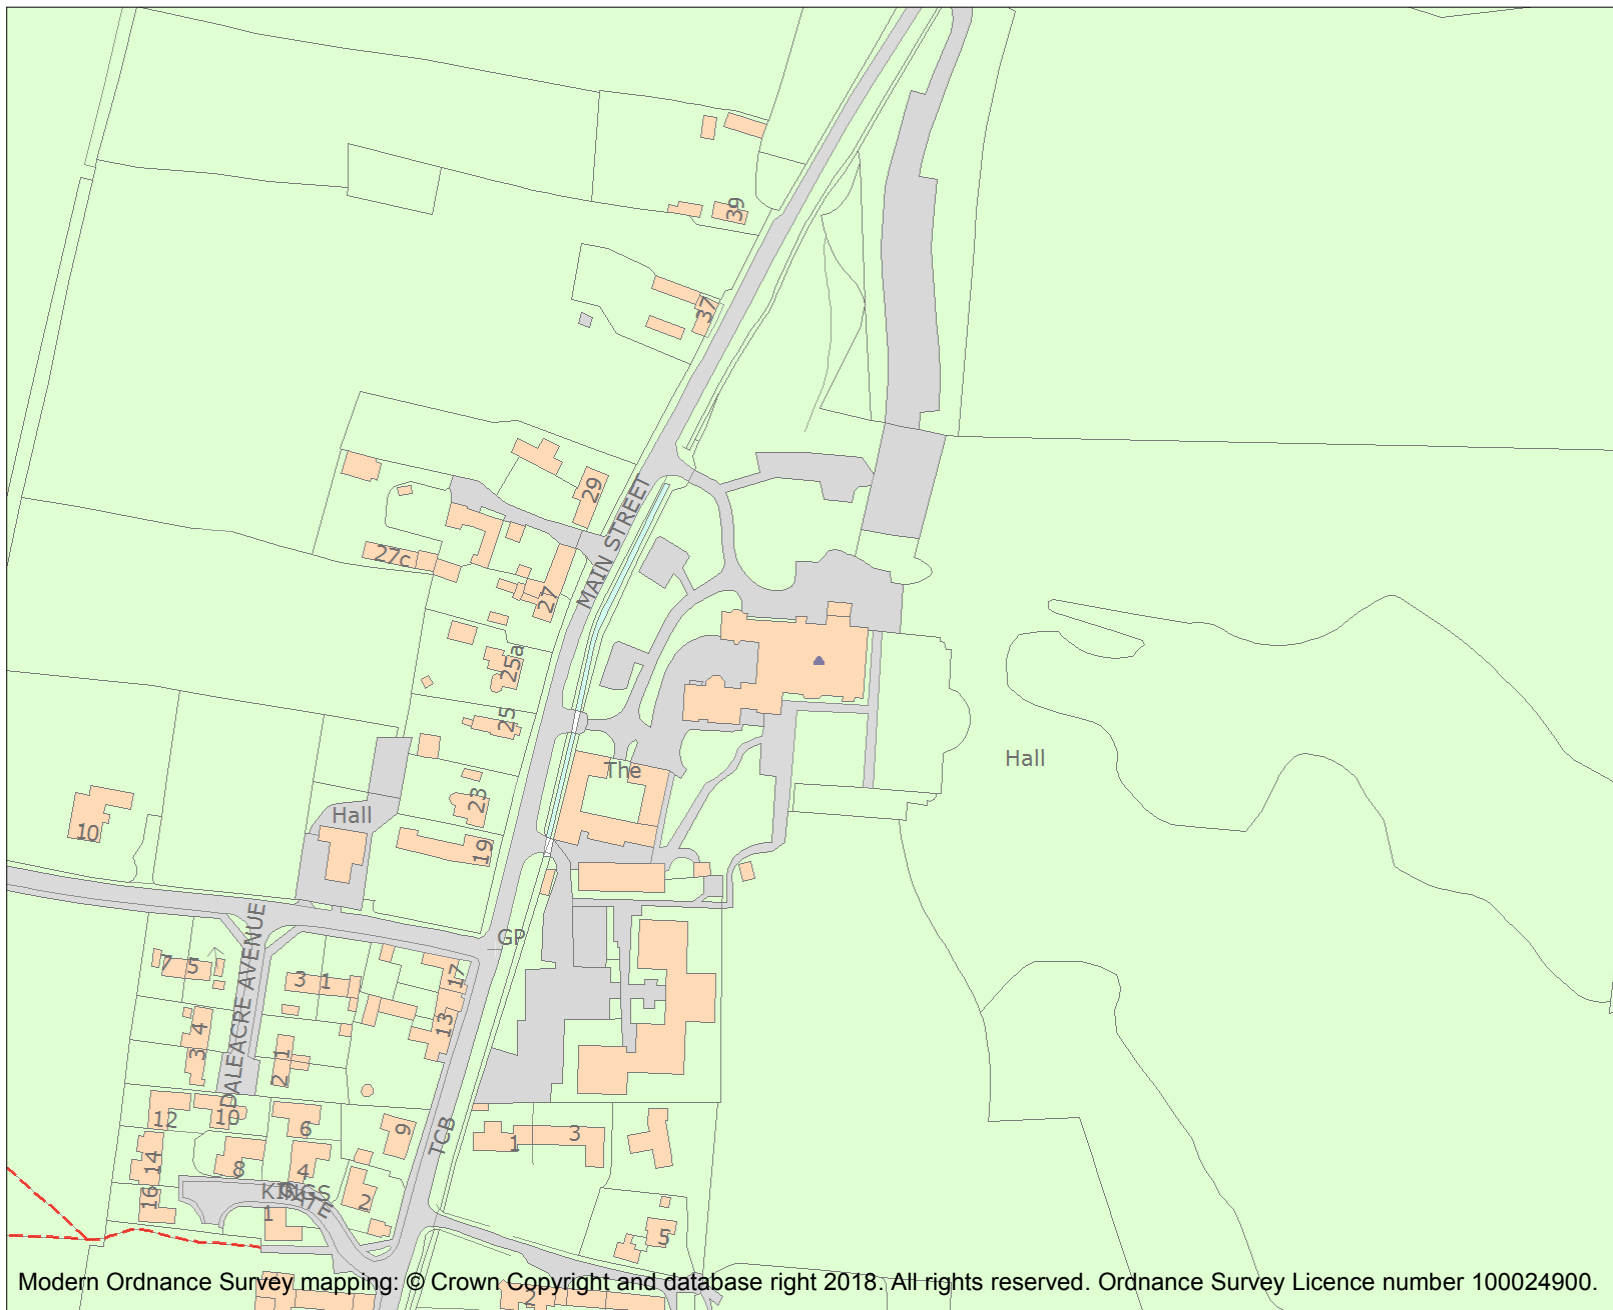 39
37
29
MAIN STREET
27c
27
25a
25
The
Hall
23
Hall
10
19
GP
DALEACRE AVENUE
7 5
3 1
17
4
3
13
1
2
12
10
6
9
TCB
1
3
14
8
4
16
KINGS
GATE
2
1
5
2
Modern Ordnance Survey mapping: © Crown Copyright and database right 2018. All rights reserved. Ordnance Survey Licence number 100024900.